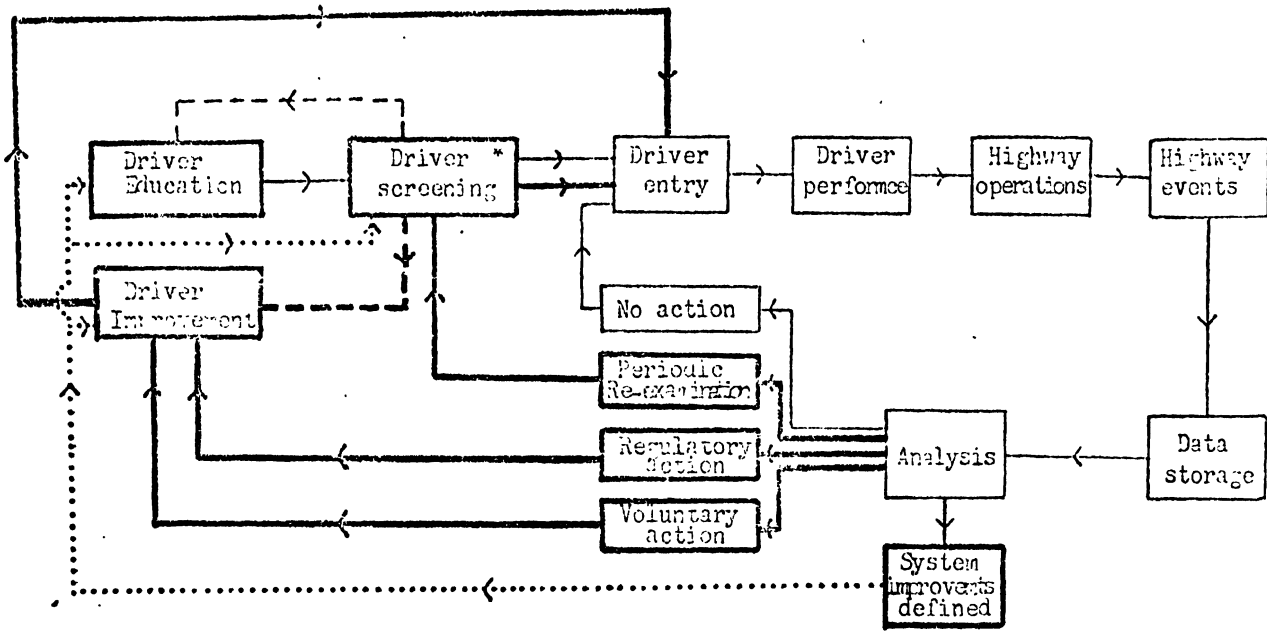 Driver
Education
Driver *
screening
Driver
entry
Driver
performce
Highway
operations
Highway
events
Driver
Improvement
No action
Periodic
Re-examination
Regulatory
action
Voluntary
action
Analysis
Data
storage
System
improvents
defined